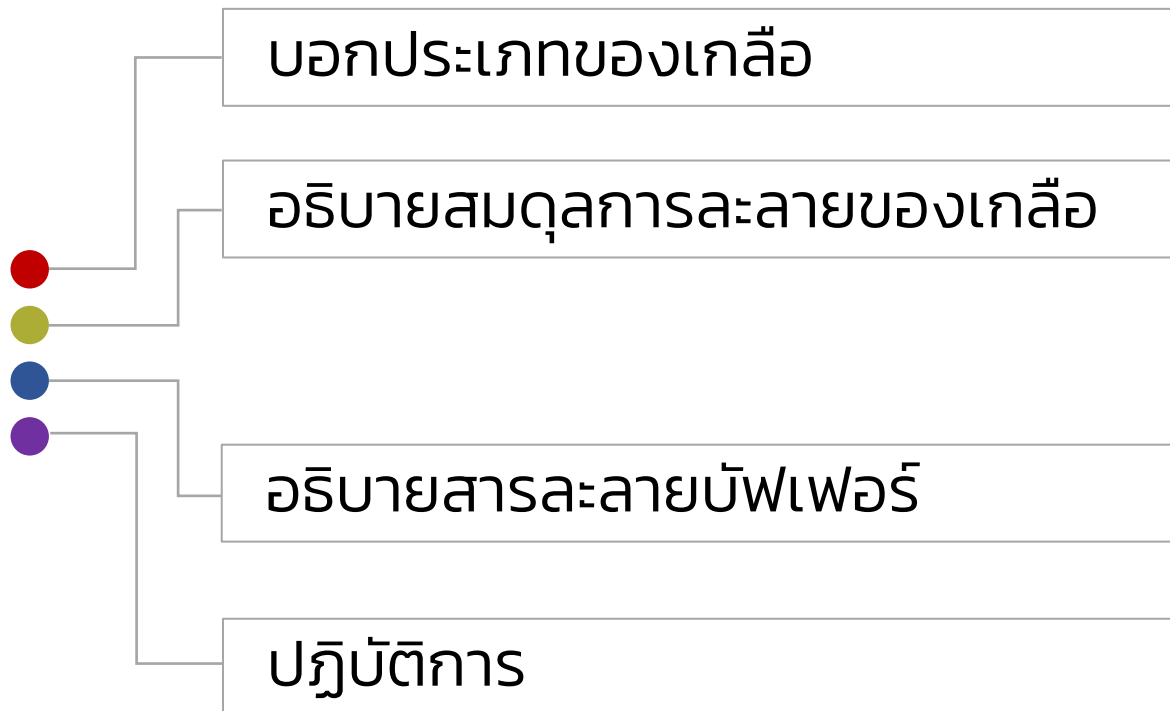 บอกประเภทของเกลือ
อธิบายสมดุลการละลายของเกลือ
อธิบายสารละลายบัฟเฟอร์
ปฏิบัติการ